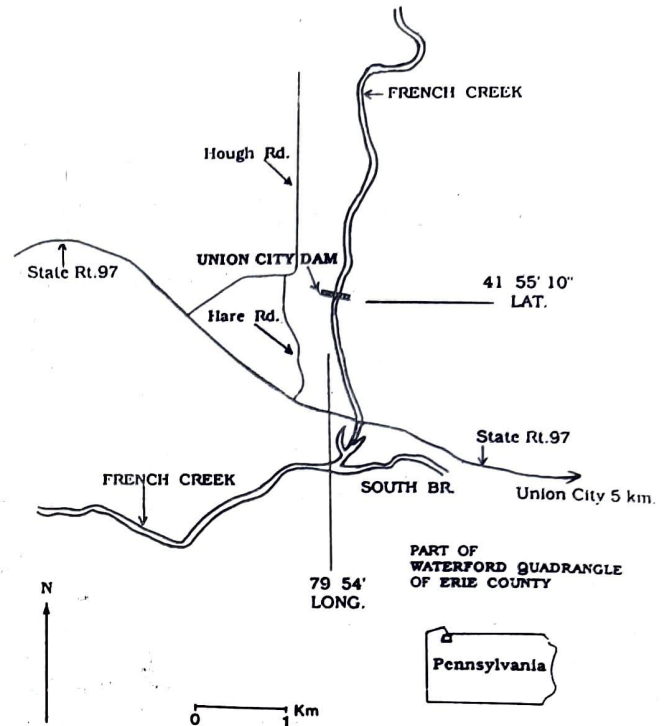 FRENCH CREEK
Hough Rd.
UNION CITY DAM
State Rt.97
41 55' 10"
LAT.
Hare Rd.
State Rt.97
FRENCH CREEK
SOUTH BR.
Union City 5 km.
PART OF
WATERFORD QUADRANGLE
OF ERIE COUNTY
79 54'
LONG.
N
Pennsylvania
Km
0 1